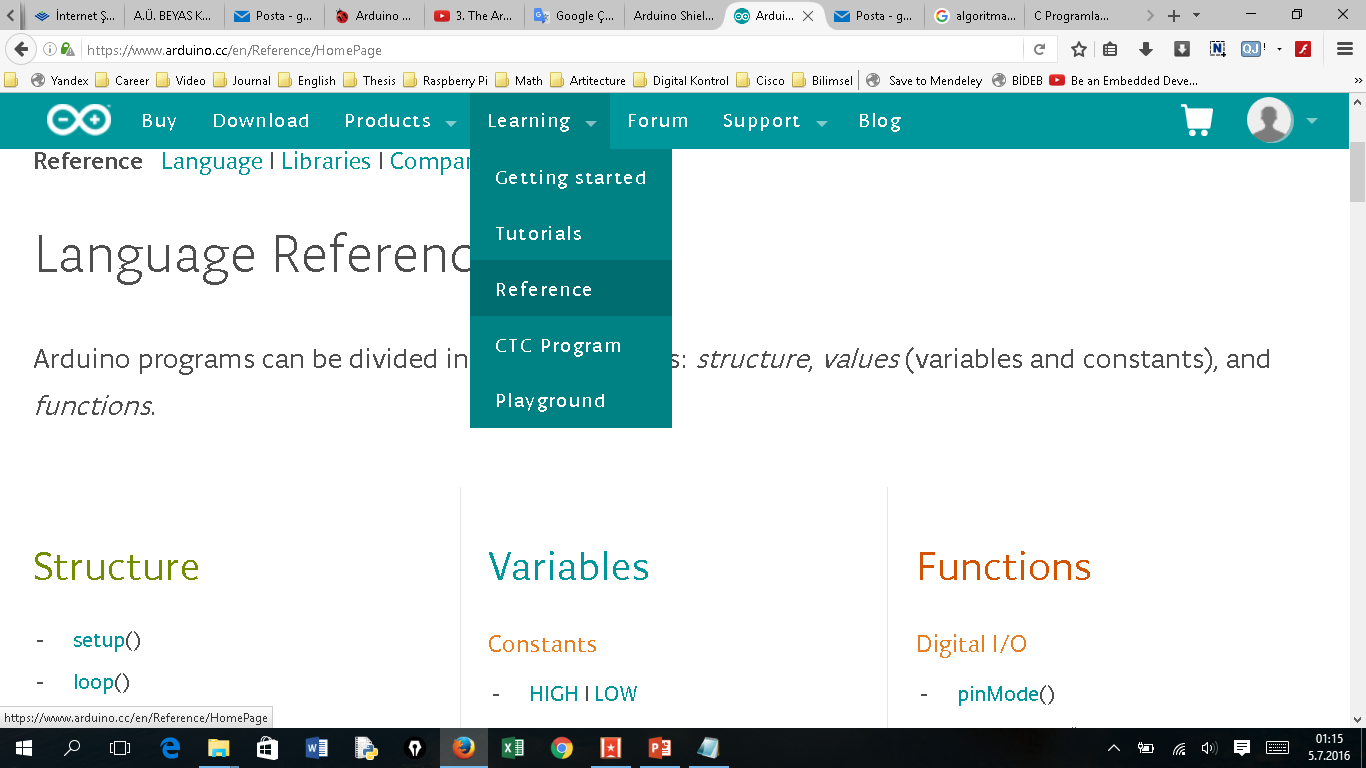 İnternet Ş...
A.Ü. BEYAS K...
Posta - g...
Arduino ...
3. The Ar...
Google Ç...
Arduino Shiel...
Ardui...
Posta - g...
algoritma...
C Programla...
https://www.arduino.cc/en/Reference/HomePage
Yandex
Career
Video
Journal
English
Thesis
Raspberry Pi
Math
Artitecture
Digital Kontrol
Cisco
Bilimsel
Save to Mendeley
BİDEB
Be an Embedded Deve...
Buy
Download
Products
Learning
Forum
Support
Blog
Reference Language | Libraries | Compar
Getting started
Tutorials
Reference
CTC Program
Playground
Language Referenc
Arduino programs can be divided in s: structure, values (variables and constants), and
functions.
Structure
- setup()
- loop()
Variables
Constants
- HIGH | LOW
Functions
Digital I/O
- pinMode()
https://www.arduino.cc/en/Reference/HomePage
01:15
5.7.2016